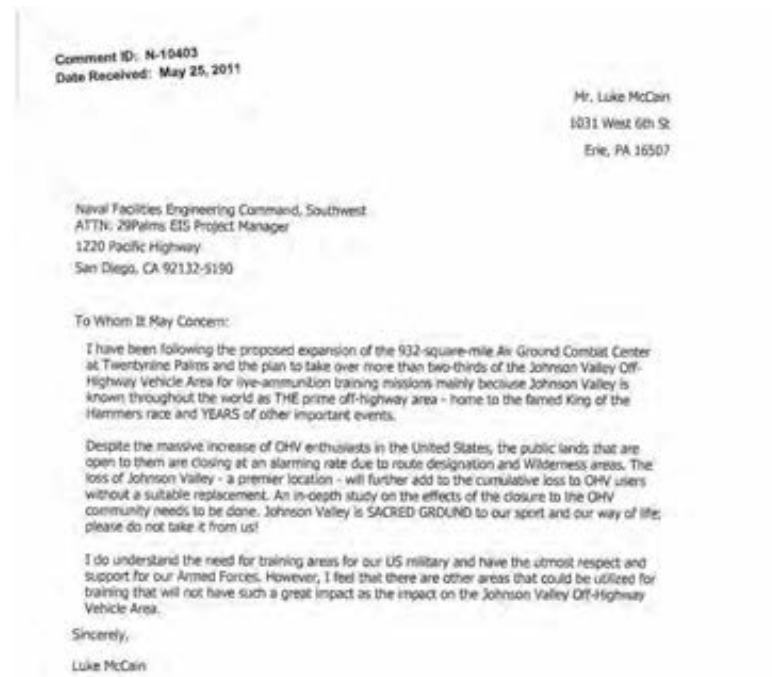 Comment ID: N-10403
Date Received: May 25, 2011
Mr. Luke McCain
1031 West 6th St
Erie, PA 16507
Naval Facilities Engineering Command, Southwest
ATTN: 29Palms EIS Project Manager
1220 Pacific Highway
San Diego, CA 92132-5190
To Whom It May Concern:
I have been following the proposed expansion of the 932-square-mile Air Ground Combat Center
at Twentynine Palms and the plan to take over more than two-thirds of the Johnson Valley Off-
Highway Vehicle Area for live-ammunition training missions mainly because Johnson Valley is
known throughout the world as THE prime off-highway area - home to the famed King of the
Hammers race and YEARS of other important events.
Despite the massive increase of OHV enthusiasts in the United States, the public lands that are
open to them are closing at an alarming rate due to route designation and Wilderness areas. The
loss of Johnson Valley - a premier location - will further add to the cumulative loss to OHV users
without a suitable replacement. An in-depth study on the effects of the closure to the OHV
community needs to be done. Johnson Valley is SACRED GROUND to our sport and our way of life;
please do not take it from us!
I do understand the need for training areas for our US military and have the utmost respect and
support for our Armed Forces. However, I feel that there are other areas that could be utilized for
training that will not have such a great impact as the impact on the Johnson Valley Off-Highway
Vehicle Area.
Sincerely,
Luke McCain